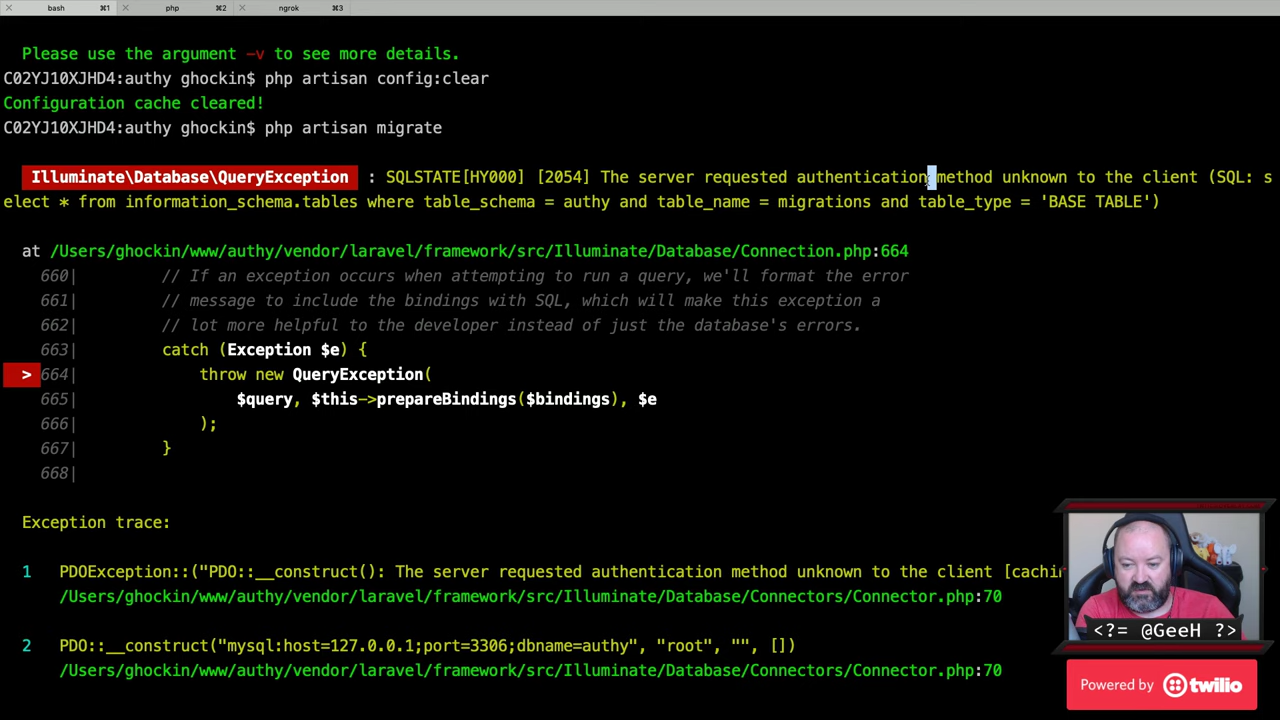 bash ⌘1 php ⌘2 ngrok ⌘3
Please use the argument -v to see more details.
C02YJ10XJHD4:authy ghockin$ php artisan config:clear
Configuration cache cleared!
C02YJ10XJHD4:authy ghockin$ php artisan migrate
Illuminate\Database\QueryException : SQLSTATE[HY000] [2054] The server requested authentication method unknown to the client (SQL: s
elect * from information_schema.tables where table_schema = authy and table_name = migrations and table_type = 'BASE TABLE')
at /Users/ghockin/www/authy/vendor/laravel/framework/src/Illuminate/Database/Connection.php:664
660| // If an exception occurs when attempting to run a query, we'll format the error
661| // message to include the bindings with SQL, which will make this exception a
662| // lot more helpful to the developer instead of just the database's errors.
663| catch (Exception $e) {
> 664| throw new QueryException(
665| $query, $this->prepareBindings($bindings), $e
666| );
667| }
668|
Exception trace:
1 PDOException::("PDO::__construct(): The server requested authentication method unknown to the client [cachin
/Users/ghockin/www/authy/vendor/laravel/framework/src/Illuminate/Database/Connectors/Connector.php:70
2 PDO::__construct("mysql:host=127.0.0.1;port=3306;dbname=authy", "root", "", [])
/Users/ghockin/www/authy/vendor/laravel/framework/src/Illuminate/Database/Connectors/Connector.php:70
<?= @GeeH ?>
Powered by twilio